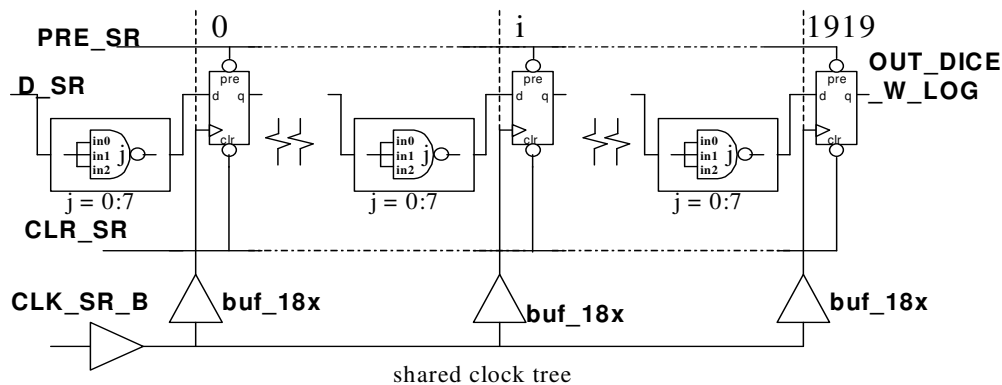 0 i 1919
PRE_SR
OUT_DICE
_W_LOG
D_SR
pre
d q
clr
pre
d q
clr
pre
d q
clr
in0
in1 j
in2
in0
in1 j
in2
in0
in1 j
in2
j = 0:7
j = 0:7
j = 0:7
CLR_SR
CLK_SR_B
buf_18x
buf_18x
buf_18x
shared clock tree